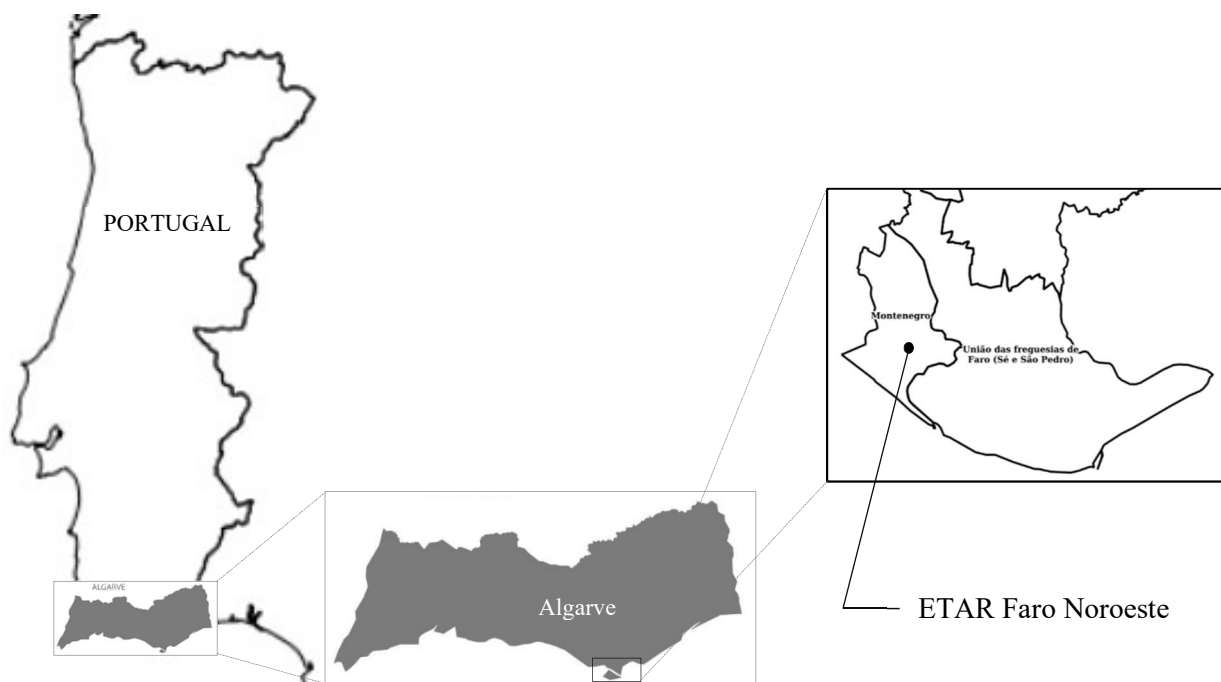 PORTUGAL
Montenegro
União das freguesias de
Faro (Sé e São Pedro)
ALGARVE
Algarve
ETAR Faro Noroeste